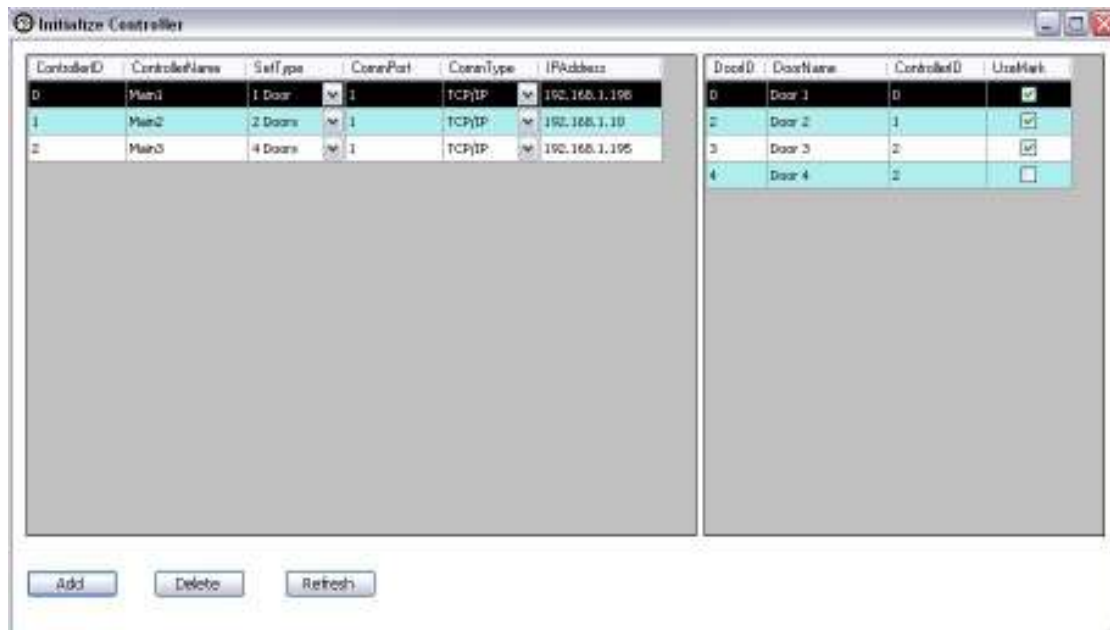 Initialize Controller
ControllerID ControllerName SetType CommPort CommType IPAddress
0 Main1 1 Door 1 TCP/IP 192.168.1.198
1 Main2 2 Doors 1 TCP/IP 192.168.1.19
2 Main3 4 Doors 1 TCP/IP 192.168.1.195
DoorID DoorName ControllerID UseMark
0 Door 1 0
2 Door 2 1
3 Door 3 2
4 Door 4 2
Add Delete Refresh